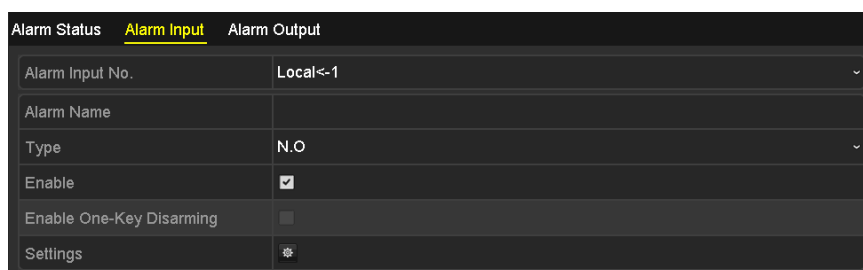 Alarm Status Alarm Input Alarm Output
Alarm Input No. Local<-1
Alarm Name
Type N.O
Enable
Enable One-Key Disarming
Settings